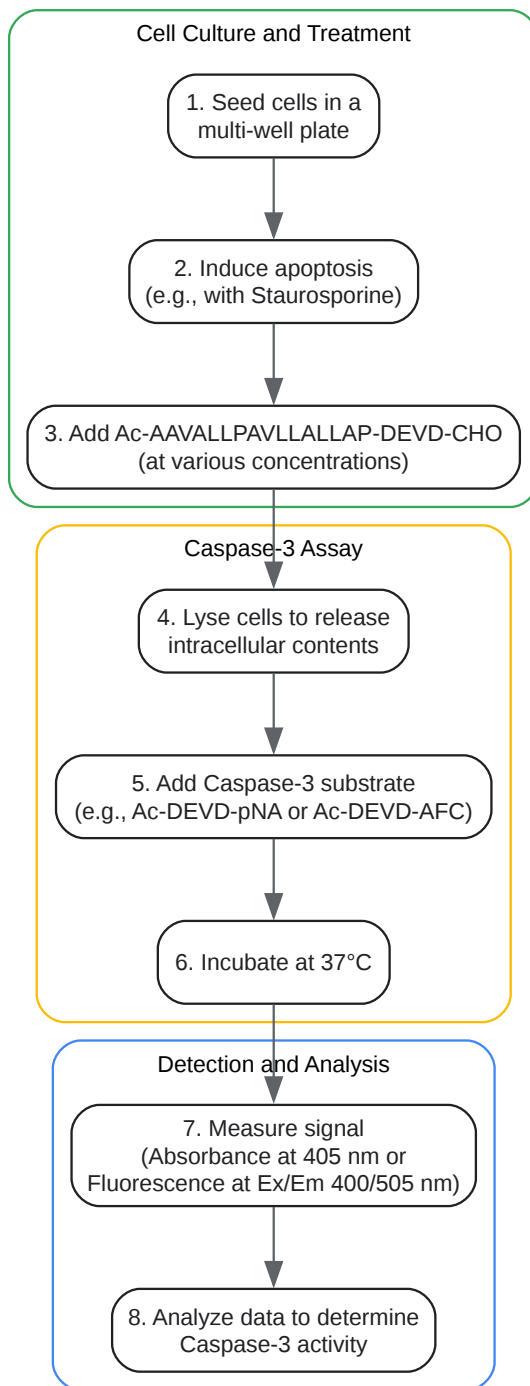 Cell Culture and Treatment
1. Seed cells in a
multi-well plate
2. Induce apoptosis
(e.g., with Staurosporine)
3. Add Ac-AAVALLPAVLLALLAP-DEVD-CHO
(at various concentrations)
Caspase-3 Assay
4. Lyse cells to release
intracellular contents
5. Add Caspase-3 substrate
(e.g., Ac-DEVD-pNA or Ac-DEVD-AFC)
6. Incubate at 37°C
Detection and Analysis
7. Measure signal
(Absorbance at 405 nm or
Fluorescence at Ex/Em 400/505 nm)
8. Analyze data to determine
Caspase-3 activity